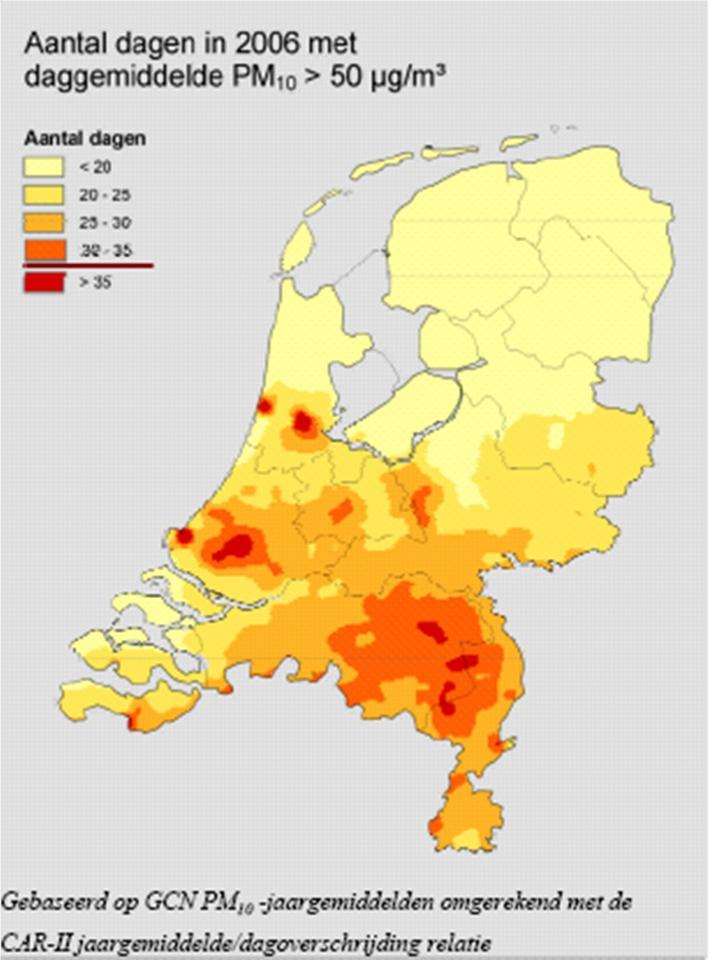 Aantal dagen in 2006 met
daggemiddelde PM₁₀ > 50 µg/m³
Aantal dagen
< 20
20 - 25
25 - 30
30 - 35
> 35
Gebaseerd op GCN PM₁₀ -jaargemiddelden omgerekend met de
CAR-II jaargemiddelde/dagoverschrijding relatie